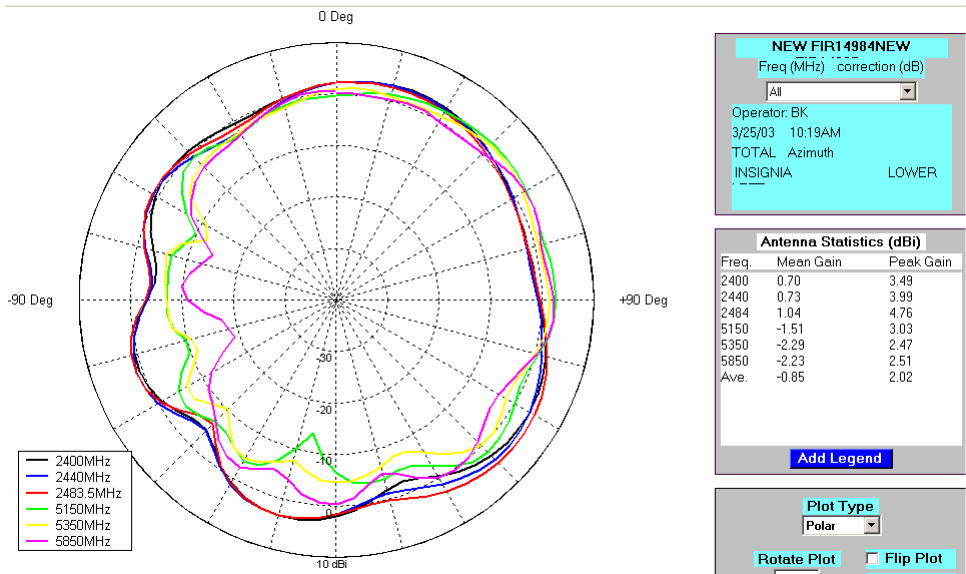 0 Deg
-90 Deg
+90 Deg
-30
-20
-10
0
10 dBi
2400MHz
2440MHz
2483.5MHz
5150MHz
5350MHz
5850MHz
NEW FIR14984NEW
Freq (MHz) correction (dB)
All
Operator: BK
3/25/03 10:19AM
TOTAL Azimuth
INSIGNIA LOWER
Antenna Statistics (dBi)
Freq. Mean Gain Peak Gain
2400 0.70 3.49
2440 0.73 3.99
2484 1.04 4.76
5150 -1.51 3.03
5350 -2.29 2.47
5850 -2.23 2.51
Ave. -0.85 2.02
Add Legend
Plot Type
Polar
Rotate Plot Flip Plot